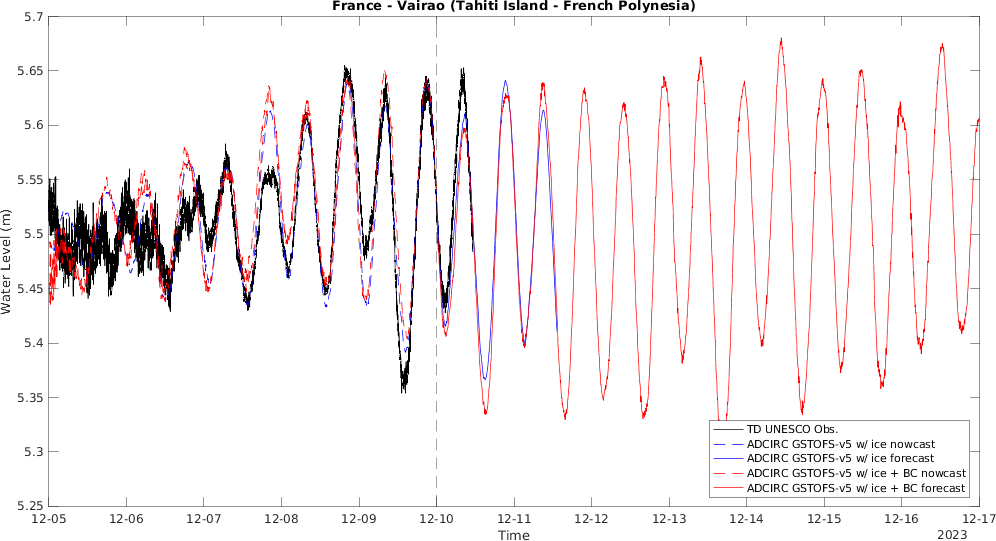 France - Vairao (Tahiti Island - French Polynesia)
5.7
5.65
5.6
5.55
5.5
5.45
5.4
5.35
5.3
5.25
Water Level (m)
TD UNESCO Obs.
ADCIRC GSTOFS-v5 w/ ice nowcast
ADCIRC GSTOFS-v5 w/ ice forecast
ADCIRC GSTOFS-v5 w/ ice + BC nowcast
ADCIRC GSTOFS-v5 w/ ice + BC forecast
12-05 12-06 12-07 12-08 12-09 12-10 12-11 12-12 12-13 12-14 12-15 12-16 12-17
Time
2023